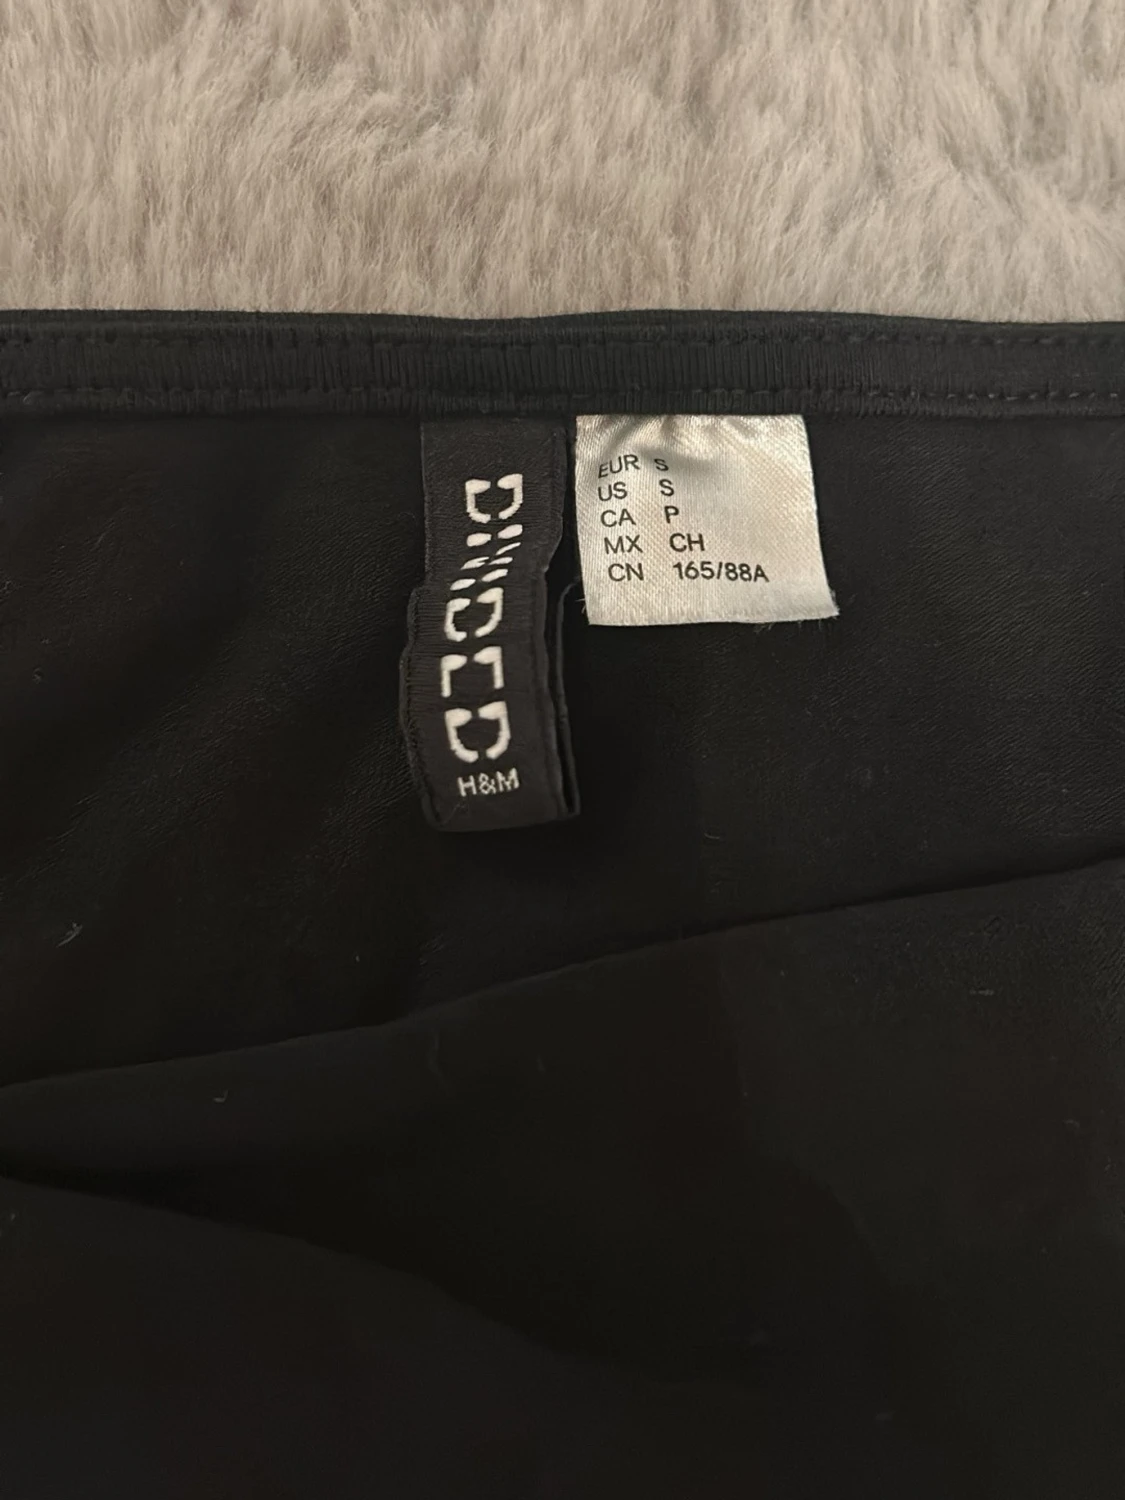 DIVIDED
H&M
EUR S
US S
CA P
MX CH
CN 165/88A